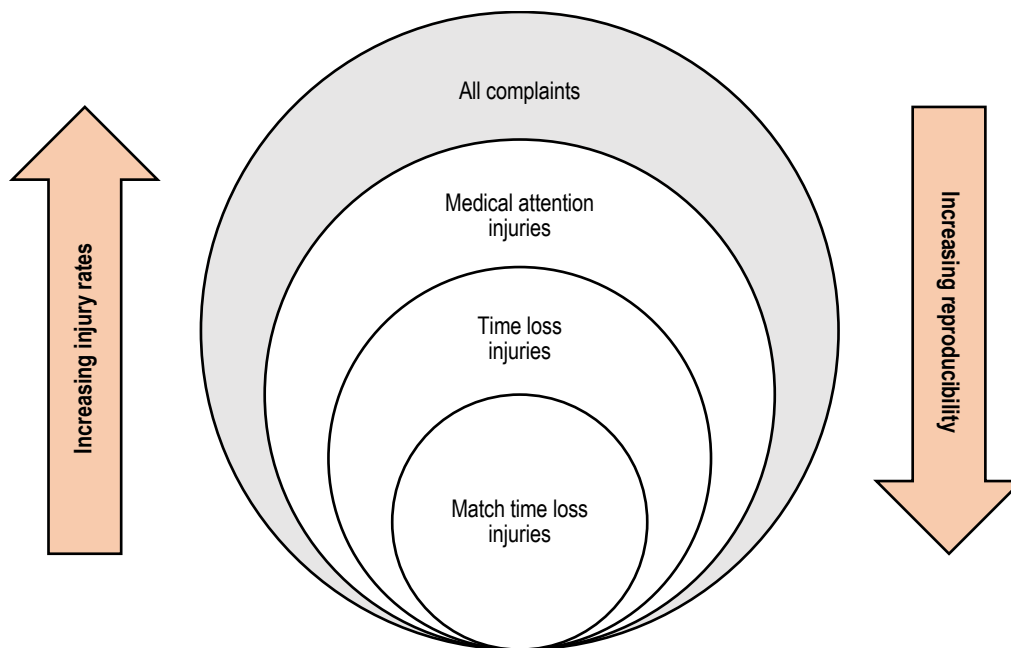 All complaints
Medical attention
injuries
Time loss
injuries
Match time loss
injuries
Increasing injury rates
Increasing reproducibility